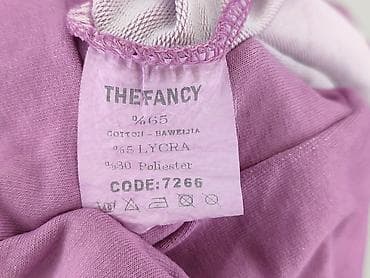 THEFANCY
%65
COTTON - BAWEŁNA
%5 LYCRA
%30 Poliester
CODE:7266